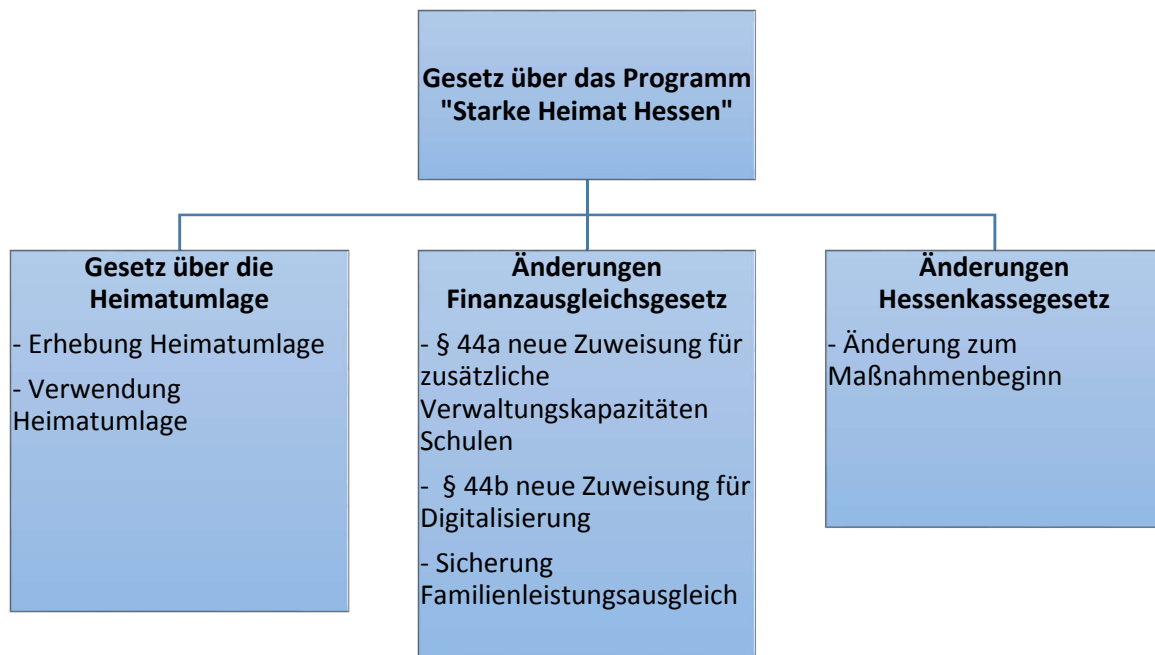 Gesetz über das Programm
"Starke Heimat Hessen"
Gesetz über die
Heimatumlage
- Erhebung Heimatumlage
- Verwendung
Heimatumlage
Änderungen
Finanzausgleichsgesetz
- § 44a neue Zuweisung für
zusätzliche
Verwaltungskapazitäten
Schulen
- § 44b neue Zuweisung für
Digitalisierung
- Sicherung
Familienleistungsausgleich
Änderungen
Hessenkassegesetz
- Änderung zum
Maßnahmenbeginn